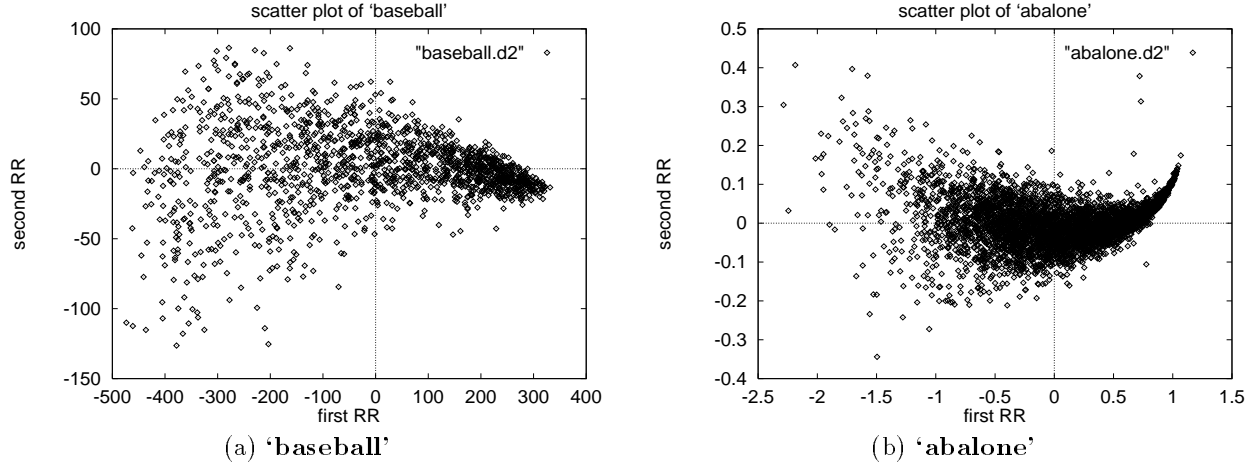 scatter plot of 'baseball'
100
50
0
-50
-100
-150
second RR
"baseball.d2"
-500 -400 -300 -200 -100 0 100 200 300 400
first RR
(a) 'baseball'
scatter plot of 'abalone'
0.5
0.4
0.3
0.2
0.1
0
-0.1
-0.2
-0.3
-0.4
second RR
"abalone.d2"
-2.5 -2 -1.5 -1 -0.5 0 0.5 1 1.5
first RR
(b) 'abalone'